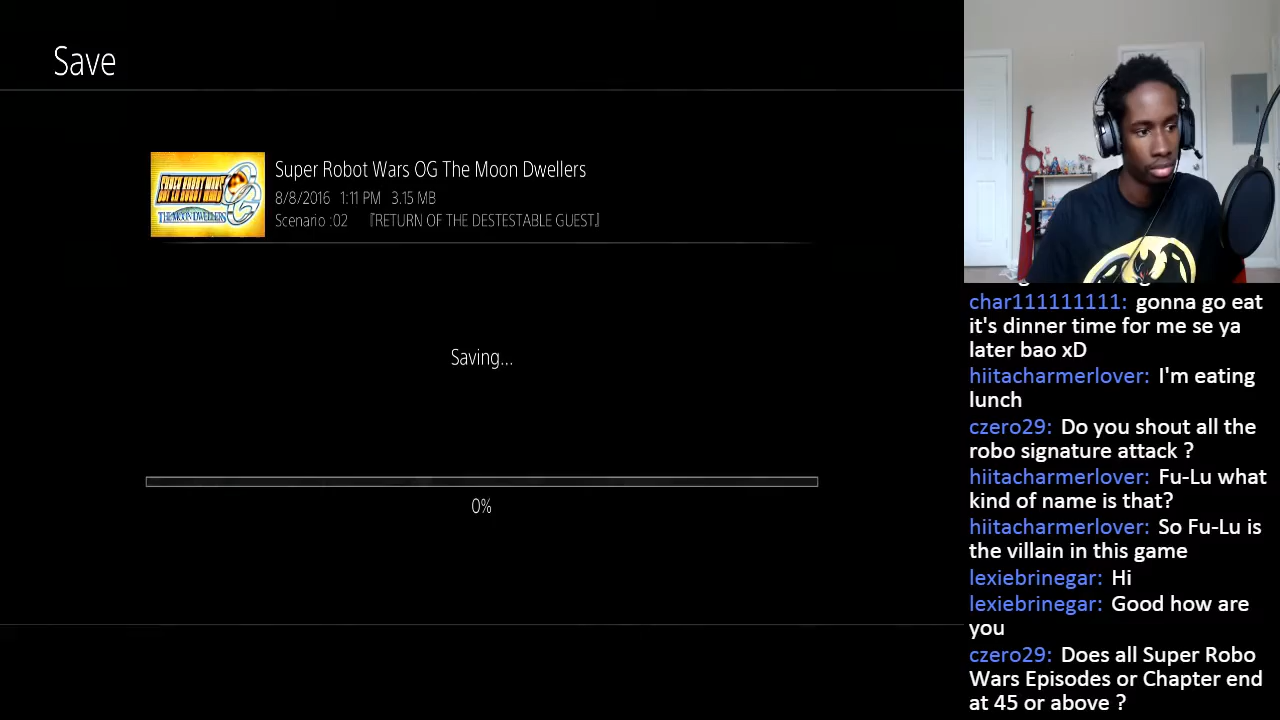 Save
Super Robot Wars OG The Moon Dwellers
8/8/2016 1:11 PM 3.15 MB
Scenario :02 『RETURN OF THE DESTESTABLE GUEST』
THE MOON DWELLERS
Saving...
0%
char111111111: gonna go eat
it's dinner time for me se ya
later bao xD
hiitacharmerlover: I'm eating
lunch
czero29: Do you shout all the
robo signature attack ?
hiitacharmerlover: Fu-Lu what
kind of name is that?
hiitacharmerlover: So Fu-Lu is
the villain in this game
lexiebrinegar: Hi
lexiebrinegar: Good how are
you
czero29: Does all Super Robo
Wars Episodes or Chapter end
at 45 or above ?